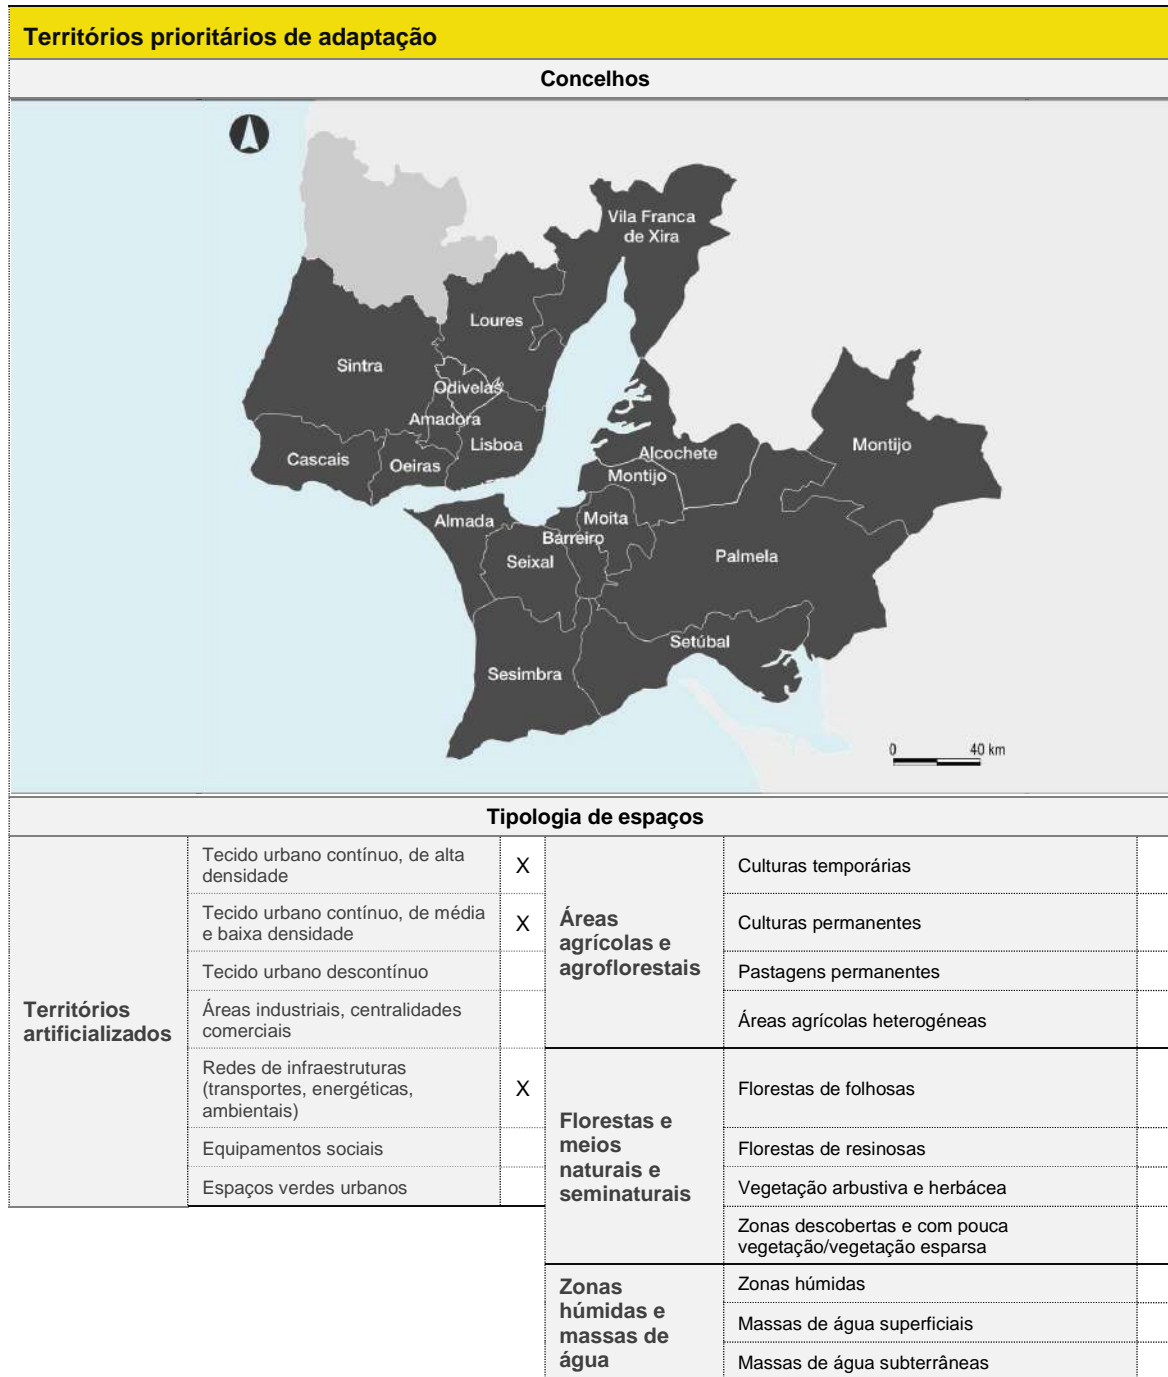 Territórios prioritários de adaptação
Concelhos
Vila Franca
de Xira
Loures
Sintra
Odivelas
Amadora
Lisboa
Cascais
Oeiras
Alcochete
Montijo
Montijo
Almada
Moita
Barreiro
Seixal
Palmela
Setúbal
Sesimbra
0 40 km
Tipologia de espaços
Territórios
artificializados
Tecido urbano contínuo, de alta
densidade
X
Tecido urbano contínuo, de média
e baixa densidade
X
Tecido urbano descontínuo
Áreas industriais, centralidades
comerciais
Redes de infraestruturas
(transportes, energéticas,
ambientais)
X
Equipamentos sociais
Espaços verdes urbanos
Áreas
agrícolas e
agroflorestais
Culturas temporárias
Culturas permanentes
Pastagens permanentes
Áreas agrícolas heterogéneas
Florestas e
meios
naturais e
seminaturais
Florestas de folhosas
Florestas de resinosas
Vegetação arbustiva e herbácea
Zonas descobertas e com pouca
vegetação/vegetação esparsa
Zonas
húmidas e
massas de
água
Zonas húmidas
Massas de água superficiais
Massas de água subterrâneas